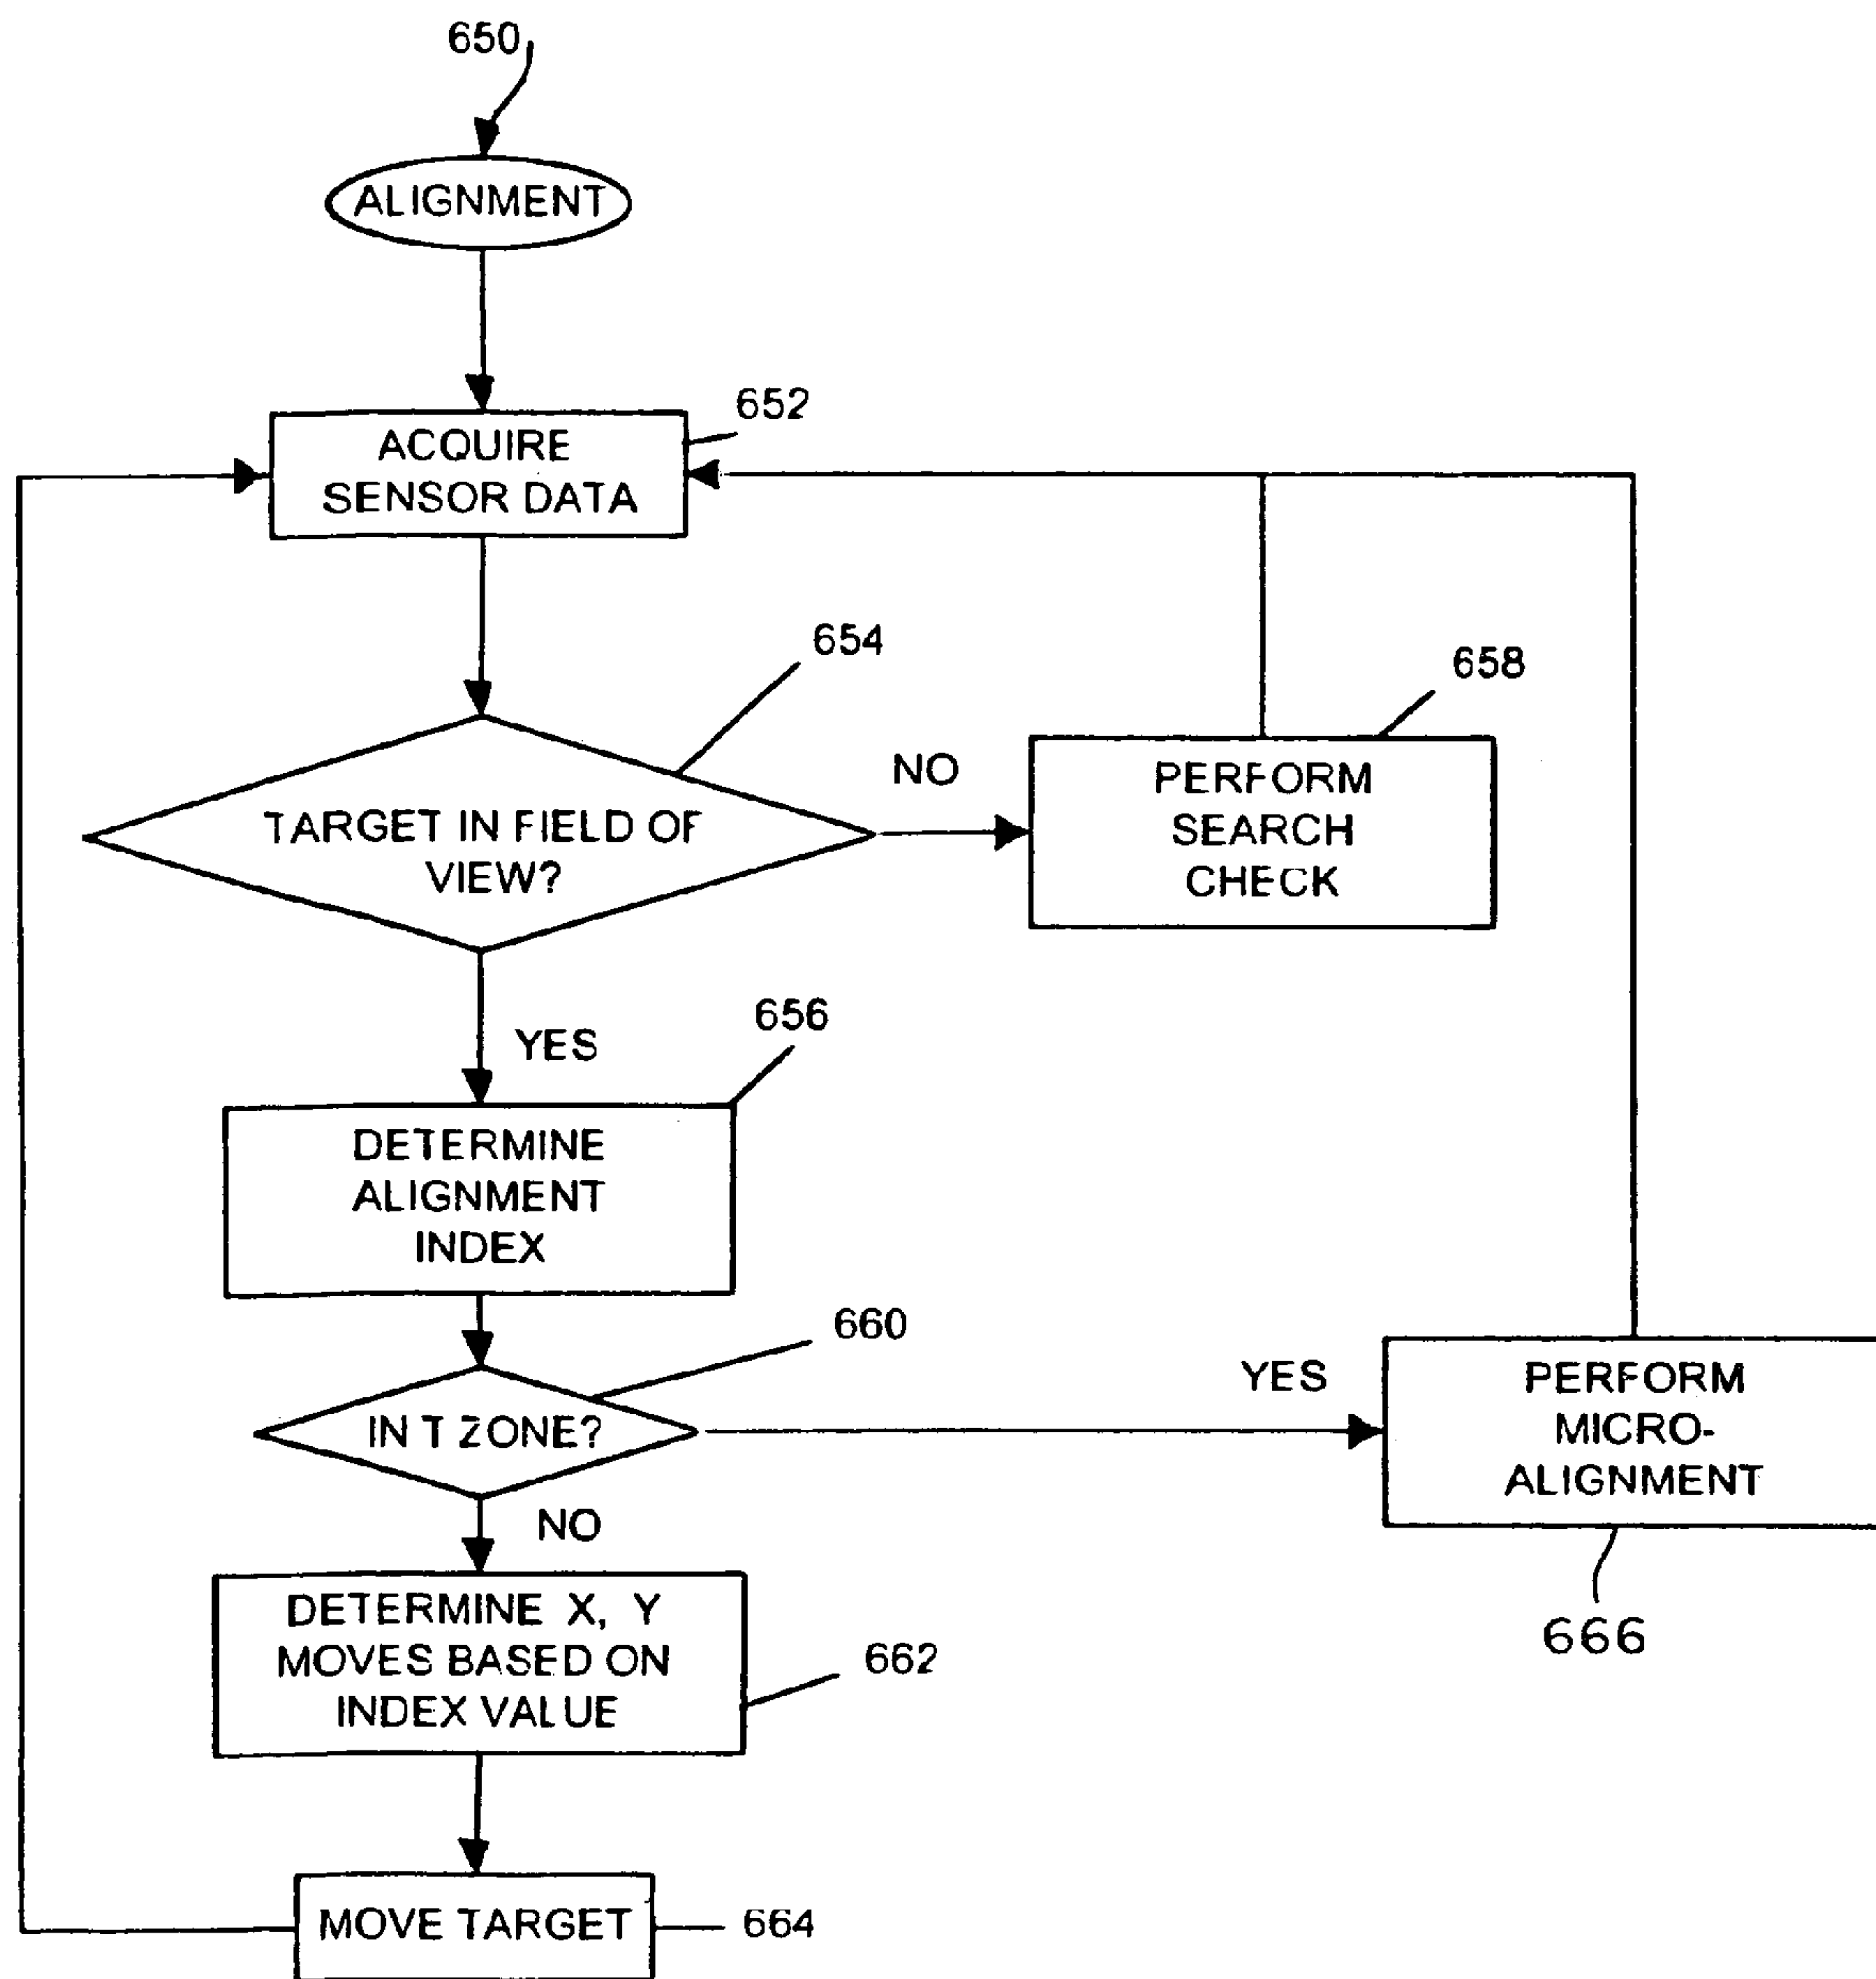 650
ALIGNMENT
652
ACQUIRE
SENSOR DATA
654
658
NO
PERFORM
SEARCH
CHECK
TARGET IN FIELD OF
VIEW?
656
YES
DETERMINE
ALIGNMENT
INDEX
660
YES
IN T ZONE?
PERFORM
MICRO-
ALIGNMENT
666
NO
DETERMINE X, Y
MOVES BASED ON
INDEX VALUE
662
MOVE TARGET
664